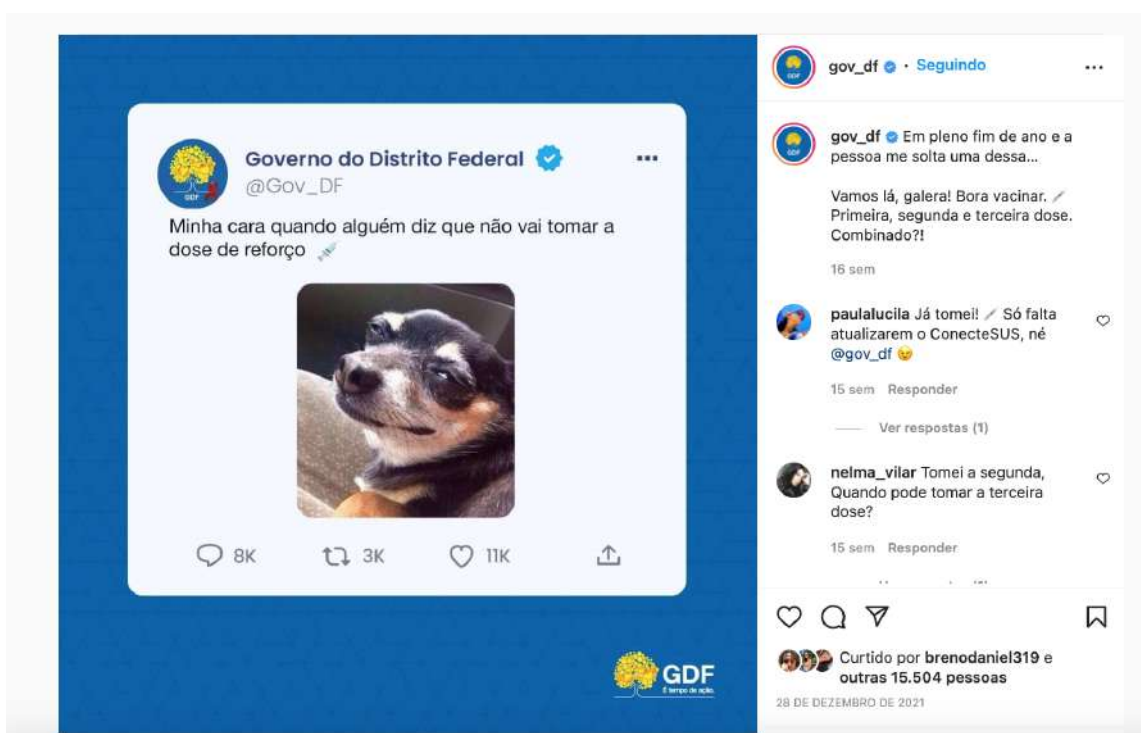 Governo do Distrito Federal
@Gov_DF
Minha cara quando alguém diz que não vai tomar a
dose de reforço
8K
3K
11K
GDF
É tempo de ação.
gov_df • Seguindo
gov_df Em pleno fim de ano e a
pessoa me solta uma dessa...
Vamos lá, galera! Bora vacinar.
Primeira, segunda e terceira dose.
Combinado?!
16 sem
paulalucila Já tomei! Só falta
atualizarem o ConecteSUS, né
@gov_df 😉
15 sem Responder
Ver respostas (1)
nelma_vilar Tomei a segunda,
Quando pode tomar a terceira
dose?
15 sem Responder
Curtido por brenodaniel319 e
outras 15.504 pessoas
28 DE DEZEMBRO DE 2021